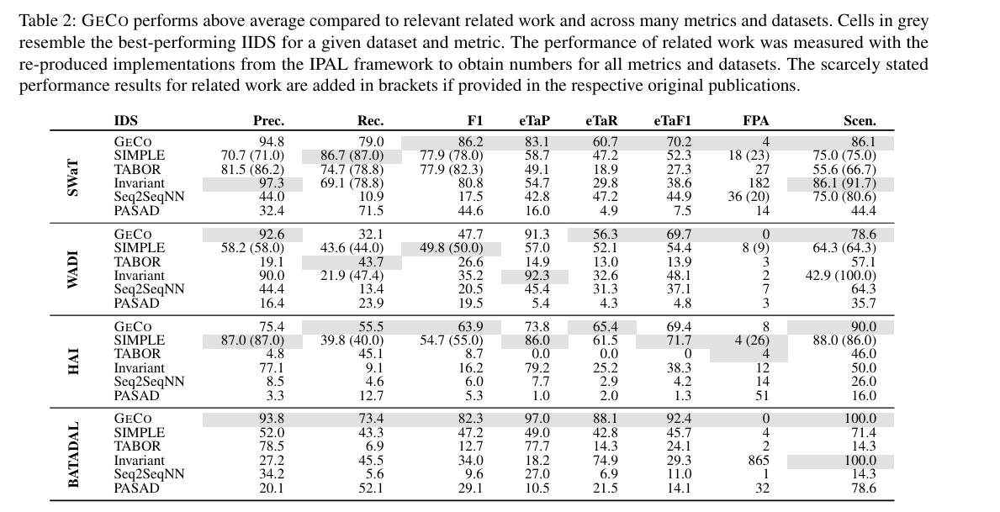 Table 2: GECO performs above average compared to relevant related work and across many metrics and datasets. Cells in grey
resemble the best-performing IIDS for a given dataset and metric. The performance of related work was measured with the
re-produced implementations from the IPAL framework to obtain numbers for all metrics and datasets. The scarcely stated
performance results for related work are added in brackets if provided in the respective original publications.
IDS Prec. Rec. F1 eTaP eTaR eTaF1 FPA Scen.
SWaT
GECO 94.8 79.0 86.2 83.1 60.7 70.2 4 86.1
SIMPLE 70.7 (71.0) 86.7 (87.0) 77.9 (78.0) 58.7 47.2 52.3 18 (23) 75.0 (75.0)
TABOR 81.5 (86.2) 74.7 (78.8) 77.9 (82.3) 49.1 18.9 27.3 27 55.6 (66.7)
Invariant 97.3 69.1 (78.8) 80.8 54.7 29.8 38.6 182 86.1 (91.7)
Seq2SeqNN 44.0 10.9 17.5 42.8 47.2 44.9 36 (20) 75.0 (80.6)
PASAD 32.4 71.5 44.6 16.0 4.9 7.5 14 44.4
WADI
GECO 92.6 32.1 47.7 91.3 56.3 69.7 0 78.6
SIMPLE 58.2 (58.0) 43.6 (44.0) 49.8 (50.0) 57.0 52.1 54.4 8 (9) 64.3 (64.3)
TABOR 19.1 43.7 26.6 14.9 13.0 13.9 3 57.1
Invariant 90.0 21.9 (47.4) 35.2 92.3 32.6 48.1 2 42.9 (100.0)
Seq2SeqNN 44.4 13.4 20.5 45.4 31.3 37.1 7 64.3
PASAD 16.4 23.9 19.5 5.4 4.3 4.8 3 35.7
HAI
GECO 75.4 55.5 63.9 73.8 65.4 69.4 8 90.0
SIMPLE 87.0 (87.0) 39.8 (40.0) 54.7 (55.0) 86.0 61.5 71.7 4 (26) 88.0 (86.0)
TABOR 4.8 45.1 8.7 0.0 0.0 0 4 46.0
Invariant 77.1 9.1 16.2 79.2 25.2 38.3 12 50.0
Seq2SeqNN 8.5 4.6 6.0 7.7 2.9 4.2 14 26.0
PASAD 3.3 12.7 5.3 1.0 2.0 1.3 51 16.0
BATADAL
GECO 93.8 73.4 82.3 97.0 88.1 92.4 0 100.0
SIMPLE 52.0 43.3 47.2 49.0 42.8 45.7 4 71.4
TABOR 78.5 6.9 12.7 77.7 14.3 24.1 2 14.3
Invariant 27.2 45.5 34.0 18.2 74.9 29.3 865 100.0
Seq2SeqNN 34.2 5.6 9.6 27.0 6.9 11.0 1 14.3
PASAD 20.1 52.1 29.1 10.5 21.5 14.1 32 78.6